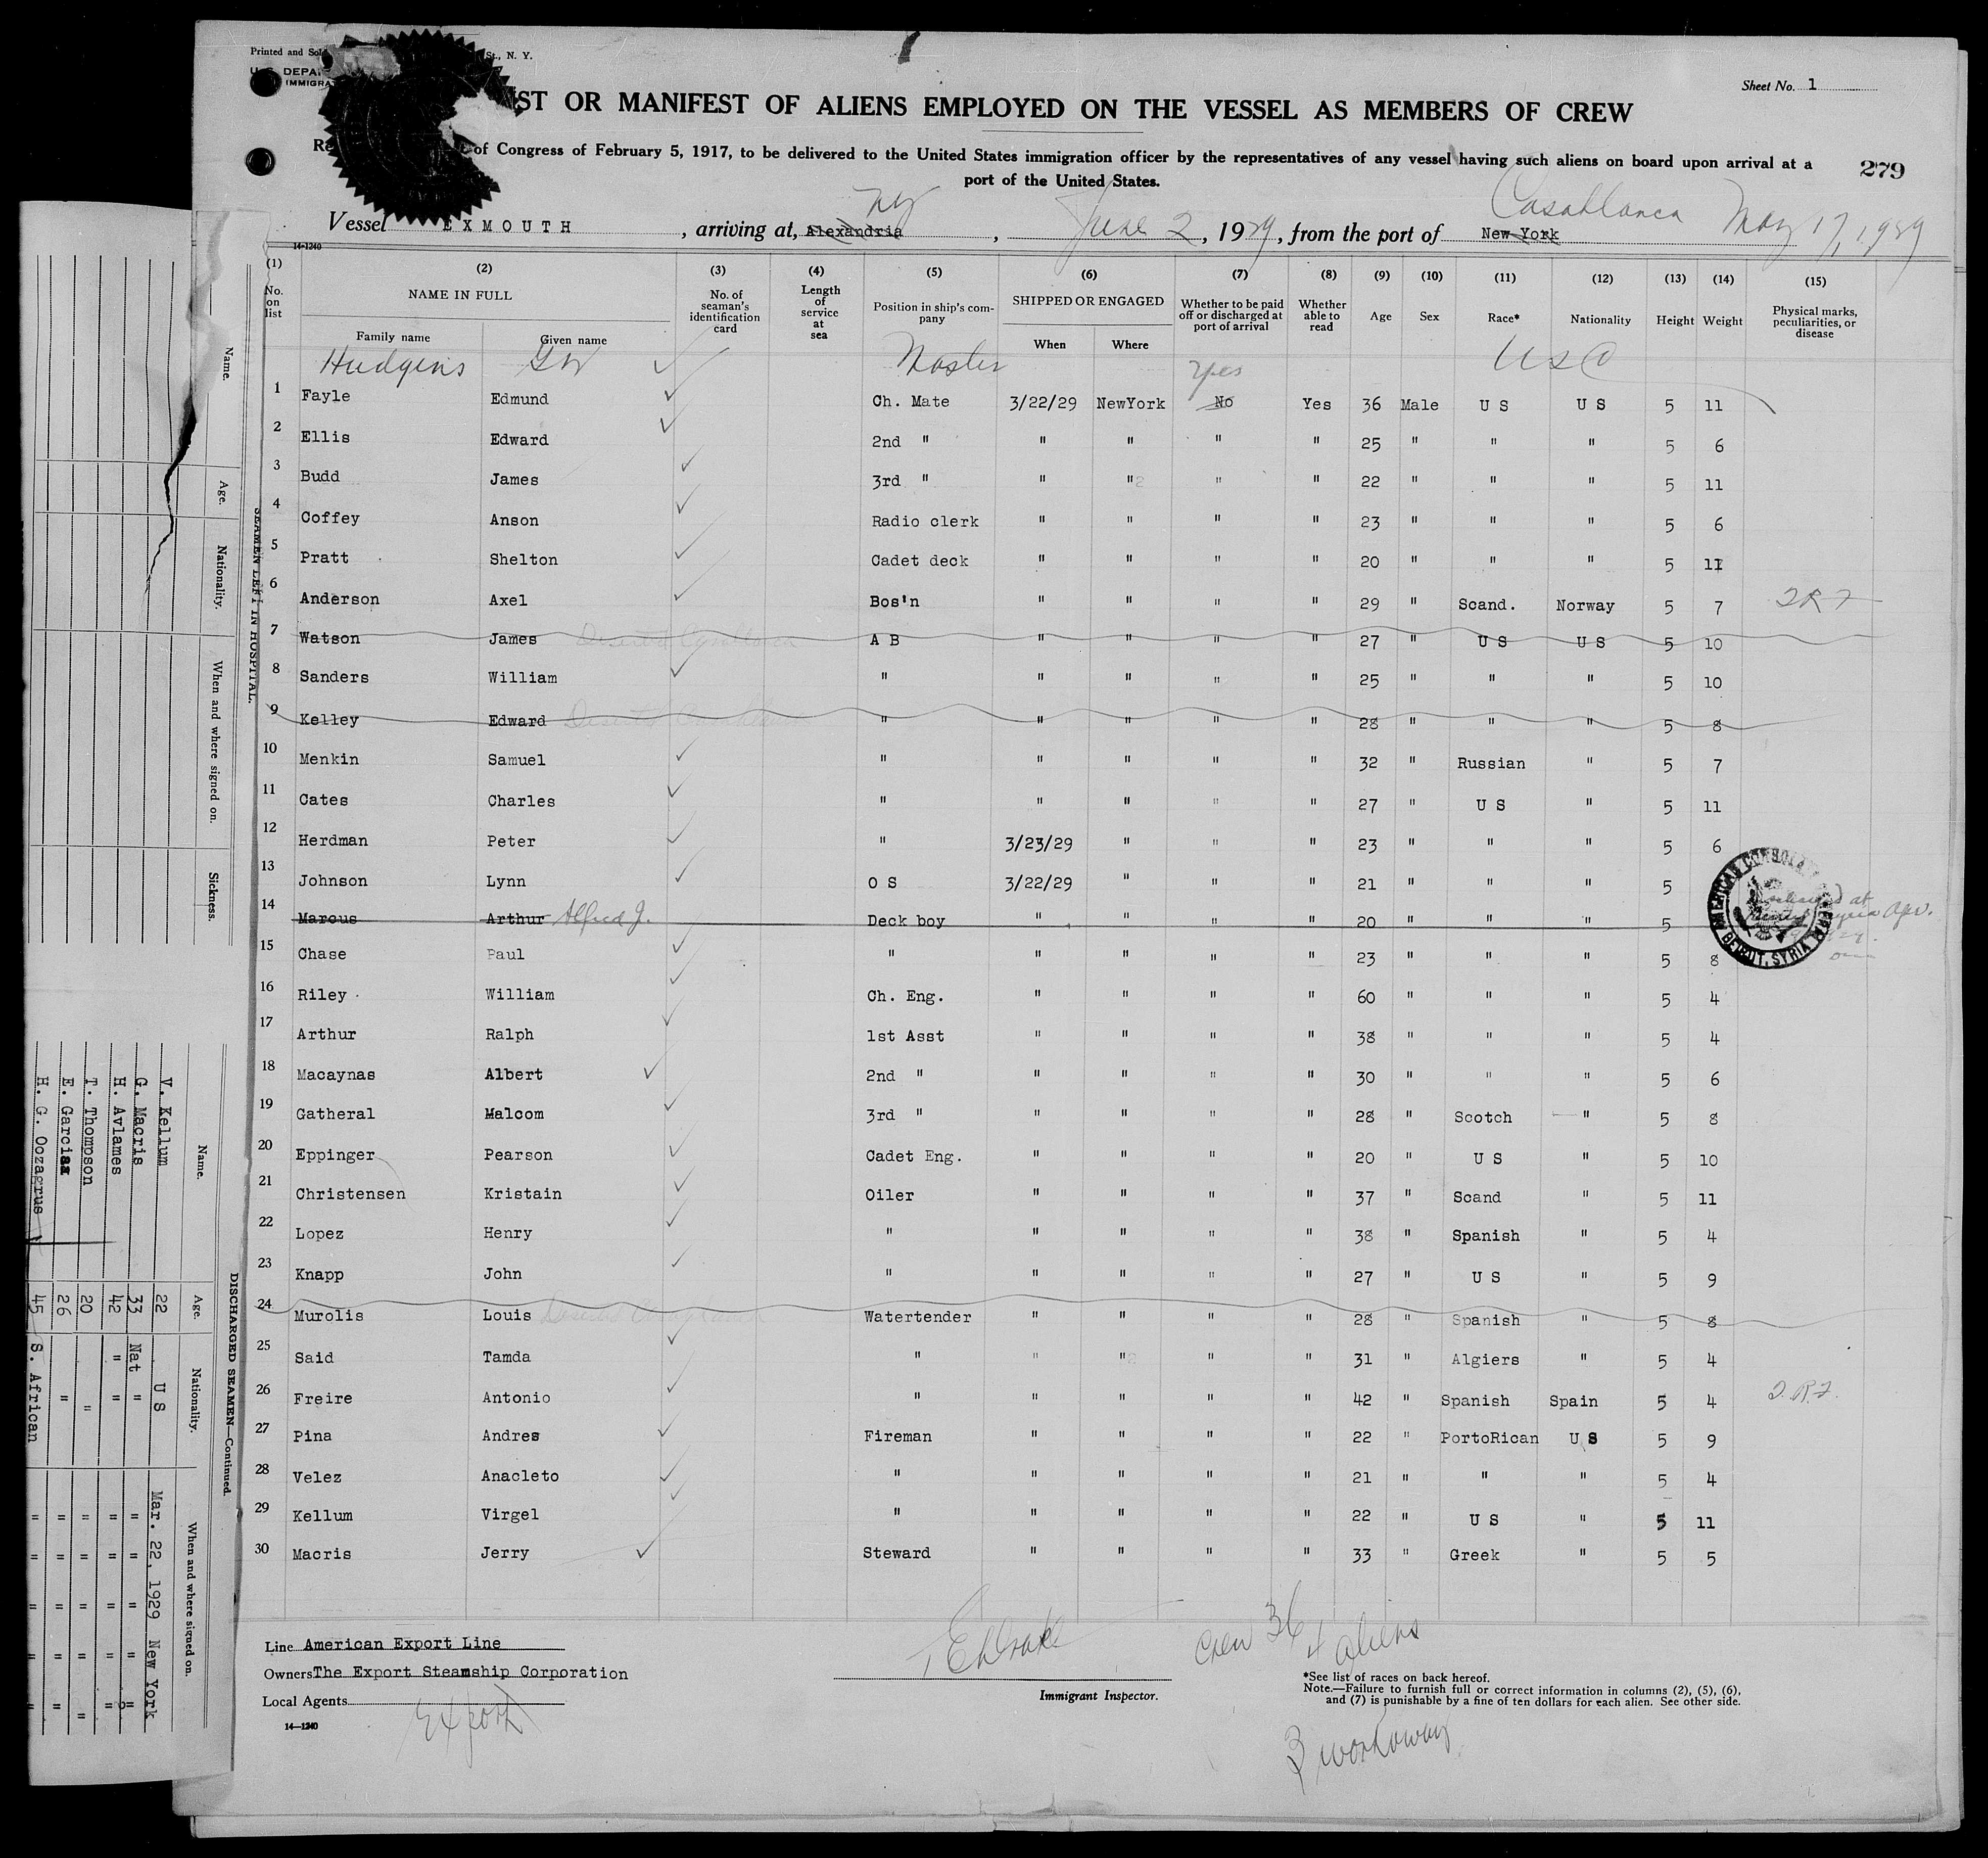 Printed and Sol St., N. Y.
U. S. DEPA
IMMIGRA
Sheet No. 1
ST OR MANIFEST OF ALIENS EMPLOYED ON THE VESSEL AS MEMBERS OF CREW
of Congress of February 5, 1917, to be delivered to the United States immigration officer by the representatives of any vessel having such aliens on board upon arrival at a
port of the United States.
279
Vessel EXMOUTH, arriving at, Alexandria NY, June 2, 1929, from the port of New York Casablanca May 17, 1929
14-1240
(1) (2) (3) (4) (5) (6) (7) (8) (9) (10) (11) (12) (13) (14) (15)
No. on list NAME IN FULL Family name Given name No. of seaman's identification card Length of service at sea Position in ship's company SHIPPED OR ENGAGED When Where Whether to be paid off or discharged at port of arrival Whether able to read Age Sex Race* Nationality Height Weight Physical marks, peculiarities, or disease
Hudgins GW Master Yes USC
1 Fayle Edmund Ch. Mate 3/22/29 NewYork No Yes 36 Male U S U S 5 11
2 Ellis Edward 2nd " " " " " 25 " " " 5 6
3 Budd James 3rd " " " " " 22 " " " 5 11
4 Coffey Anson Radio clerk " " " " 23 " " " 5 6
5 Pratt Shelton Cadet deck " " " " 20 " " " 5 11
6 Anderson Axel Bos'n " " " " 29 " Scand. Norway 5 7
7 Watson James Deserted A B " " " " 27 " U S U S 5 10
8 Sanders William " " " " " 25 " " " 5 10
9 Kelley Edward Deserted " " " " " 28 " " " 5 8
10 Menkin Samuel " " " " " 32 " Russian " 5 7
11 Cates Charles " " " " " 27 " U S " 5 11
12 Herdman Peter " 3/23/29 " " " 23 " " " 5 6
13 Johnson Lynn O S 3/22/29 " " " 21 " " " 5
14 Marcus Arthur Alfred J. Deck boy " " " " 20 " " " 5
15 Chase Paul " " " " " 23 " " " 5 8
16 Riley William Ch. Eng. " " " " 60 " " " 5 4
17 Arthur Ralph 1st Asst " " " " 38 " " " 5 4
18 Macaynas Albert 2nd " " " " " 30 " " " 5 6
19 Gatheral Malcom 3rd " " " " " 28 " Scotch " 5 8
20 Eppinger Pearson Cadet Eng. " " " " 20 " U S " 5 10
21 Christensen Kristain Oiler " " " " 37 " Scand " 5 11
22 Lopez Henry " " " " " 38 " Spanish " 5 4
23 Knapp John " " " " " 27 " U S " 5 9
24 Murolis Louis Watertender " " " " 28 " Spanish " 5 8
25 Said Tamda " " " " " 31 " Algiers " 5 4
26 Freire Antonio " " " " " 42 " Spanish Spain 5 4
27 Pina Andres Fireman " " " " 22 " PortoRican U S 5 9
28 Velez Anacleto " " " " " 21 " " " 5 4
29 Kellum Virgel " " " " " 22 " U S " 5 11
30 Macris Jerry Steward " " " " 33 " Greek " 5 5
AMERICAN CONSULAR
BEIRUT, SYRIA
Line American Export Line
Owners The Export Steamship Corporation
Local Agents Export
14—1240
Immigrant Inspector.
Crew 36
4 aliens
3 workaway
*See list of races on back hereof.
Note.—Failure to furnish full or correct information in columns (2), (5), (6),
and (7) is punishable by a fine of ten dollars for each alien. See other side.
SEAMEN LEFT IN HOSPITAL.
Name. Age. Nationality. When and where signed on. Sickness.
DISCHARGED SEAMEN—Continued.
Name. Age. Nationality. When and where signed on.
V. Kellum 22 U S Mar. 22, 1929 New York
G. Macris 33 Nat " " " " " "
H. Avlames 42 " " " " " " "
T. Thompson 20 " " " " " "
E. Garcia 26 " " " " " "
H. G. Oozagrus 45 S. African " " " " "